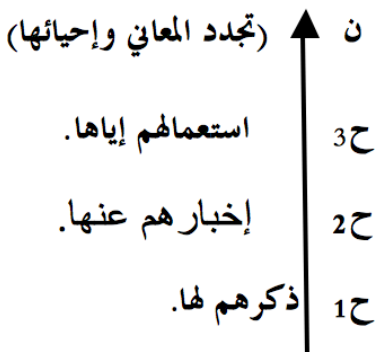 ن (تجدد المعاني وإحيائها)
ح3 استعمالهم إياها.
ح2 إخبارهم عنها.
ح1 ذكرهم لها.